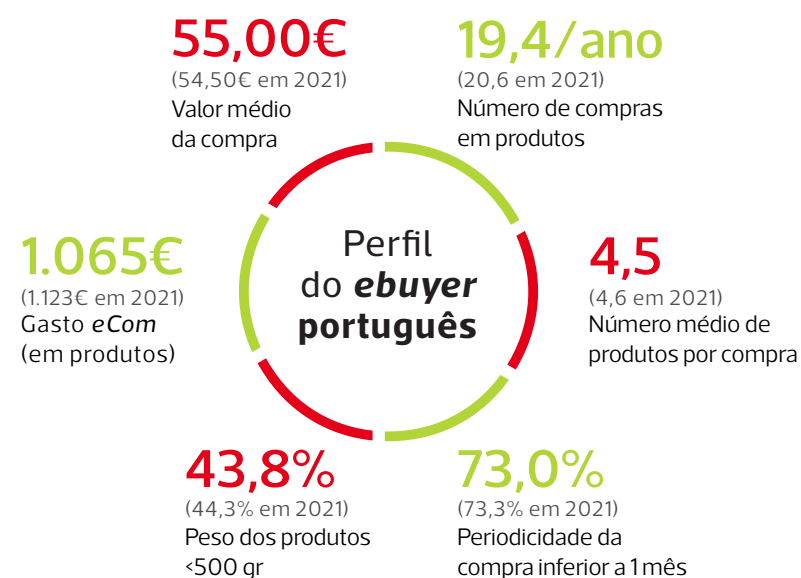 55,00€
(54,50€ em 2021)
Valor médio
da compra
19,4/ano
(20,6 em 2021)
Número de compras
em produtos
1.065€
(1.123€ em 2021)
Gasto eCom
(em produtos)
Perfil
do ebuyer
português
4,5
(4,6 em 2021)
Número médio de
produtos por compra
43,8%
(44,3% em 2021)
Peso dos produtos
<500 gr
73,0%
(73,3% em 2021)
Periodicidade da
compra inferior a 1 mês